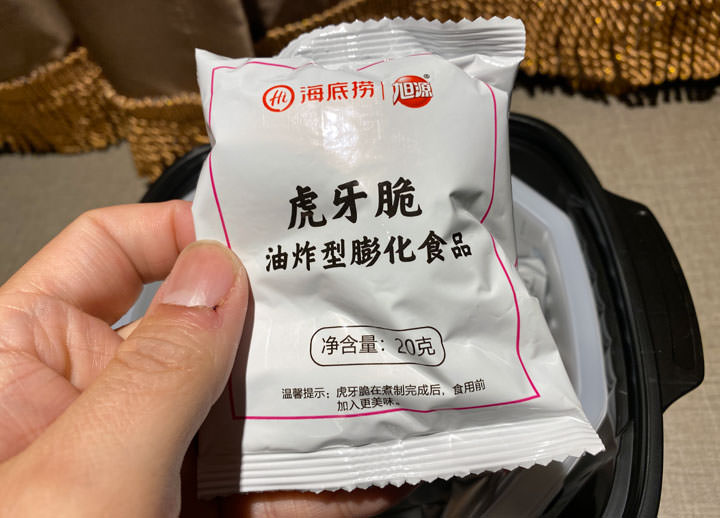 Hi 海底捞 | 旭源®
虎牙脆
油炸型膨化食品
净含量：20克
温馨提示：虎牙脆在煮制完成后，食用前
加入更美味。